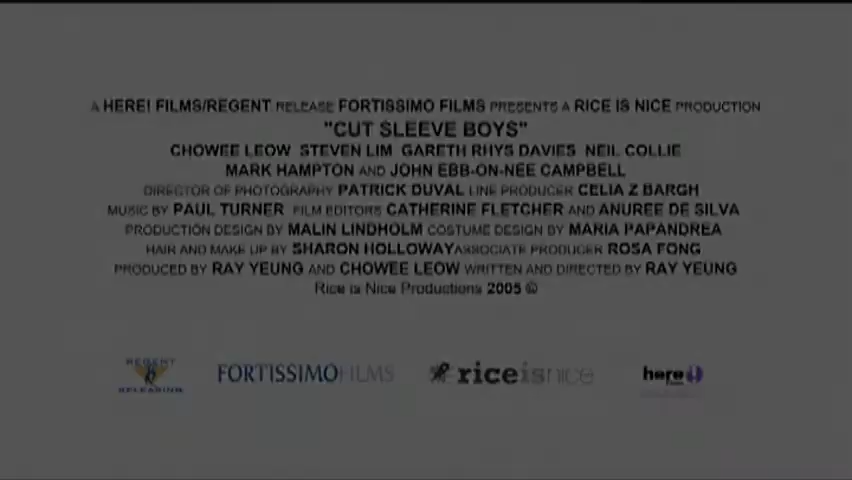 A HERE! FILMS/REGENT RELEASE FORTISSIMO FILMS PRESENTS A RICE IS NICE PRODUCTION
"CUT SLEEVE BOYS"
CHOWEE LEOW STEVEN LIM GARETH RHYS DAVIES NEIL COLLIE
MARK HAMPTON AND JOHN EBB-ON-NEE CAMPBELL
DIRECTOR OF PHOTOGRAPHY PATRICK DUVAL LINE PRODUCER CELIA Z BARGH
MUSIC BY PAUL TURNER FILM EDITORS CATHERINE FLETCHER AND ANUREE DE SILVA
PRODUCTION DESIGN BY MALIN LINDHOLM COSTUME DESIGN BY MARIA PAPANDREA
HAIR AND MAKE UP BY SHARON HOLLOWAY ASSOCIATE PRODUCER ROSA FONG
PRODUCED BY RAY YEUNG AND CHOWEE LEOW WRITTEN AND DIRECTED BY RAY YEUNG
Rice is Nice Productions 2005 ©
REGENT RELEASING
FORTISSIMOFILMS
riceisnice
here!